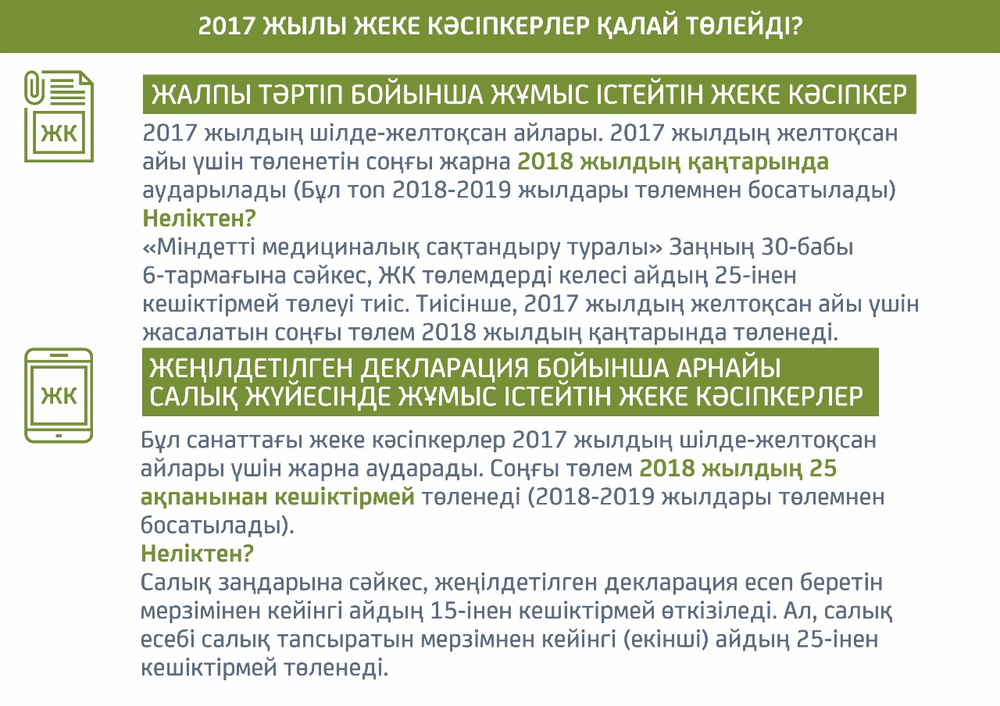 2017 ЖЫЛЫ ЖЕКЕ КӘСІПКЕРЛЕР ҚАЛАЙ ТӨЛЕЙДІ?
ЖК
ЖАЛПЫ ТӘРТІП БОЙЫНША ЖҰМЫС ІСТЕЙТІН ЖЕКЕ КӘСІПКЕР
2017 жылдың шілде-желтоқсан айлары. 2017 жылдың желтоқсан
айы үшін төленетін соңғы жарна 2018 жылдың қаңтарында
аударылады (Бұл топ 2018-2019 жылдары төлемнен босатылады)
Неліктен?
«Міндетті медициналық сақтандыру туралы» Заңның 30-бабы
6-тармағына сәйкес, ЖК төлемдерді келесі айдың 25-інен
кешіктірмей төлеуі тиіс. Тиісінше, 2017 жылдың желтоқсан айы үшін
жасалатын соңғы төлем 2018 жылдың қаңтарында төленеді.
ЖК
ЖЕҢІЛДЕТІЛГЕН ДЕКЛАРАЦИЯ БОЙЫНША АРНАЙЫ
САЛЫҚ ЖҮЙЕСІНДЕ ЖҰМЫС ІСТЕЙТІН ЖЕКЕ КӘСІПКЕРЛЕР
Бұл санаттағы жеке кәсіпкерлер 2017 жылдың шілде-желтоқсан
айлары үшін жарна аударады. Соңғы төлем 2018 жылдың 25
ақпанынан кешіктірмей төленеді (2018-2019 жылдары төлемнен
босатылады).
Неліктен?
Салық заңдарына сәйкес, жеңілдетілген декларация есеп беретін
мерзімінен кейінгі айдың 15-інен кешіктірмей өткізіледі. Ал, салық
есебі салық тапсыратын мерзімнен кейінгі (екінші) айдың 25-інен
кешіктірмей төленеді.